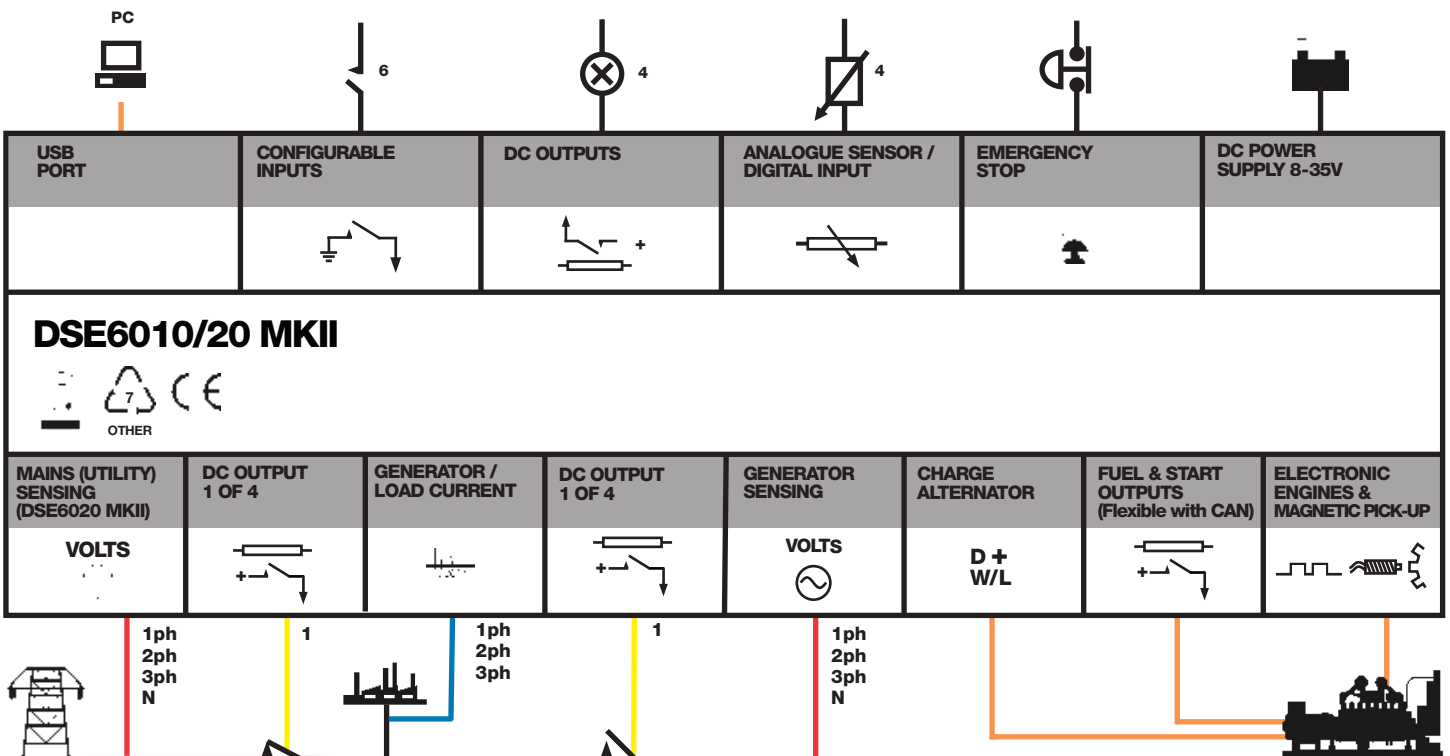 PC
6
4
4
USB
PORT
CONFIGURABLE
INPUTS
DC OUTPUTS
ANALOGUE SENSOR /
DIGITAL INPUT
EMERGENCY
STOP
DC POWER
SUPPLY 8-35V
+
DSE6010/20 MKII
7
OTHER
CE
MAINS (UTILITY)
SENSING
(DSE6020 MKII)
DC OUTPUT
1 OF 4
GENERATOR /
LOAD CURRENT
DC OUTPUT
1 OF 4
GENERATOR
SENSING
CHARGE
ALTERNATOR
FUEL & START
OUTPUTS
(Flexible with CAN)
ELECTRONIC
ENGINES &
MAGNETIC PICK-UP
VOLTS
+
+
VOLTS
D +
W/L
+
1ph
2ph
3ph
N
1
1ph
2ph
3ph
1
1ph
2ph
3ph
N